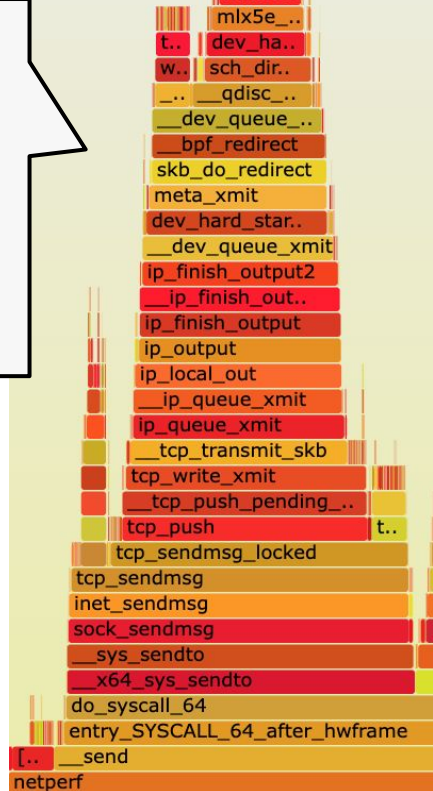 mlx5e_..
t.. dev_ha..
w.. sch_dir..
_.. __qdisc_..
__dev_queue_..
__bpf_redirect
skb_do_redirect
meta_xmit
dev_hard_star..
__dev_queue_xmit
ip_finish_output2
__ip_finish_out..
ip_finish_output
ip_output
ip_local_out
__ip_queue_xmit
ip_queue_xmit
__tcp_transmit_skb
tcp_write_xmit
__tcp_push_pending_..
tcp_push t..
tcp_sendmsg_locked
tcp_sendmsg
inet_sendmsg
sock_sendmsg
__sys_sendto
__x64_sys_sendto
do_syscall_64
entry_SYSCALL_64_after_hwframe
[.. __send
netperf